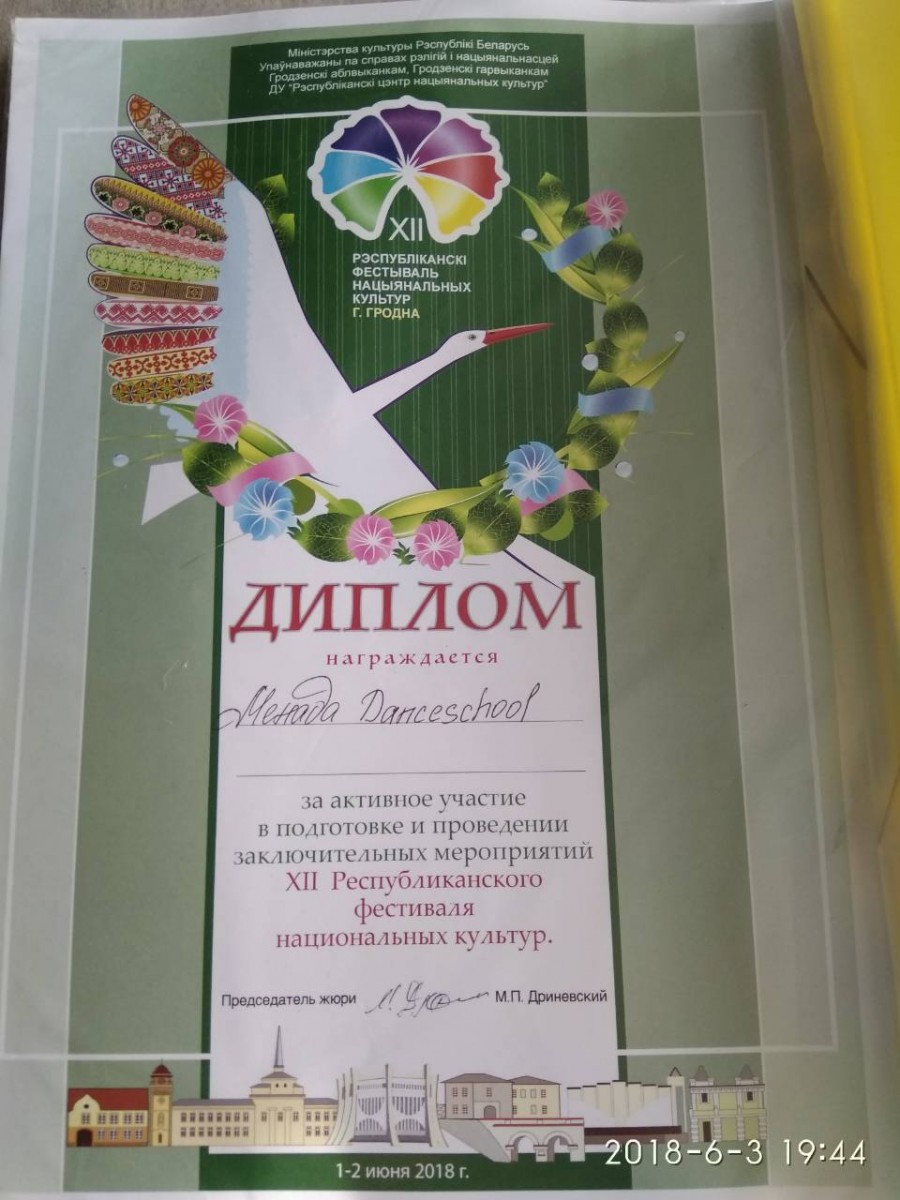 Міністэрства культуры Рэспублікі Беларусь
Упаўнаважаны па справах рэлігій і нацыянальнасцей
Гродзенскі аблвыканкам, Гродзенскі гарвыканкам
ДУ "Рэспубліканскі цэнтр нацыянальных культур"
XII
РЭСПУБЛІКАНСКІ
ФЕСТЫВАЛЬ
НАЦЫЯНАЛЬНЫХ
КУЛЬТУР
Г. ГРОДНА
ДИПЛОМ
награждается
Менада Danceschool
за активное участие
в подготовке и проведении
заключительных мероприятий
XII Республиканского
фестиваля
национальных культур.
Председатель жюри М.П. Дриневский
1-2 июня 2018 г.
2018-6-3 19:44